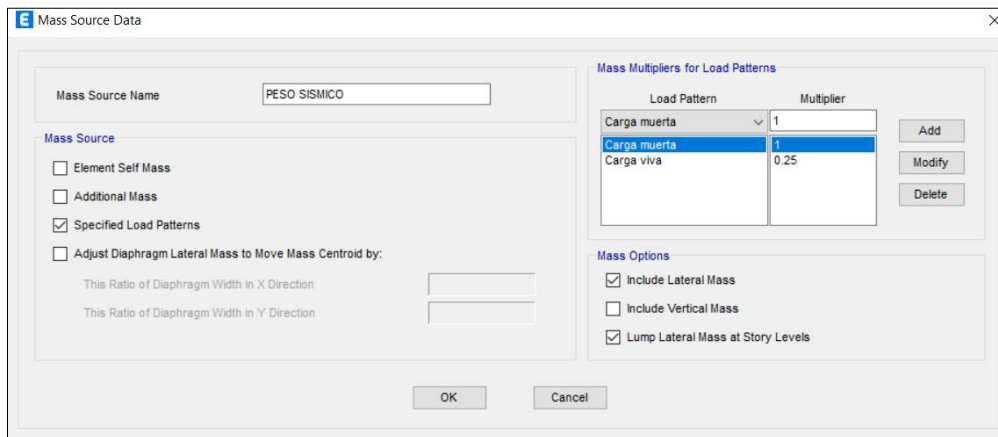 E Mass Source Data
Mass Source Name PESO SISMICO
Mass Source
Element Self Mass
Additional Mass
Specified Load Patterns
Adjust Diaphragm Lateral Mass to Move Mass Centroid by:
This Ratio of Diaphragm Width in X Direction
This Ratio of Diaphragm Width in Y Direction
Mass Multipliers for Load Patterns
Load Pattern Multiplier
Carga muerta 1
Carga muerta 1
Carga viva 0.25
Add
Modify
Delete
Mass Options
Include Lateral Mass
Include Vertical Mass
Lump Lateral Mass at Story Levels
OK Cancel